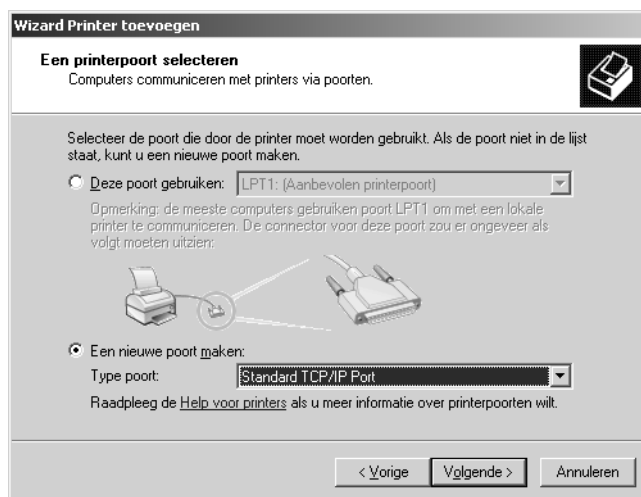 Wizard Printer toevoegen
Een printerpoort selecteren
Computers communiceren met printers via poorten.
Selecteer de poort die door de printer moet worden gebruikt. Als de poort niet in de lijst
staat, kunt u een nieuwe poort maken.
Deze poort gebruiken: LPT1: (Aanbevolen printerpoort)
Opmerking: de meeste computers gebruiken poort LPT1 om met een lokale
printer te communiceren. De connector voor deze poort zou er ongeveer als
volgt moeten uitzien:
Een nieuwe poort maken:
Type poort: Standard TCP/IP Port
Raadpleeg de Help voor printers als u meer informatie over printerpoorten wilt.
< Vorige Volgende > Annuleren